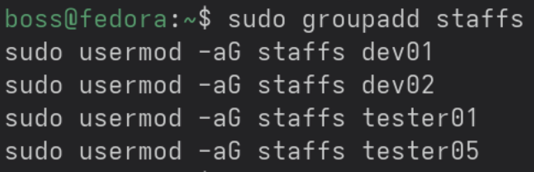 boss@fedora:~$ sudo groupadd staffs
sudo usermod -aG staffs dev01
sudo usermod -aG staffs dev02
sudo usermod -aG staffs tester01
sudo usermod -aG staffs tester05